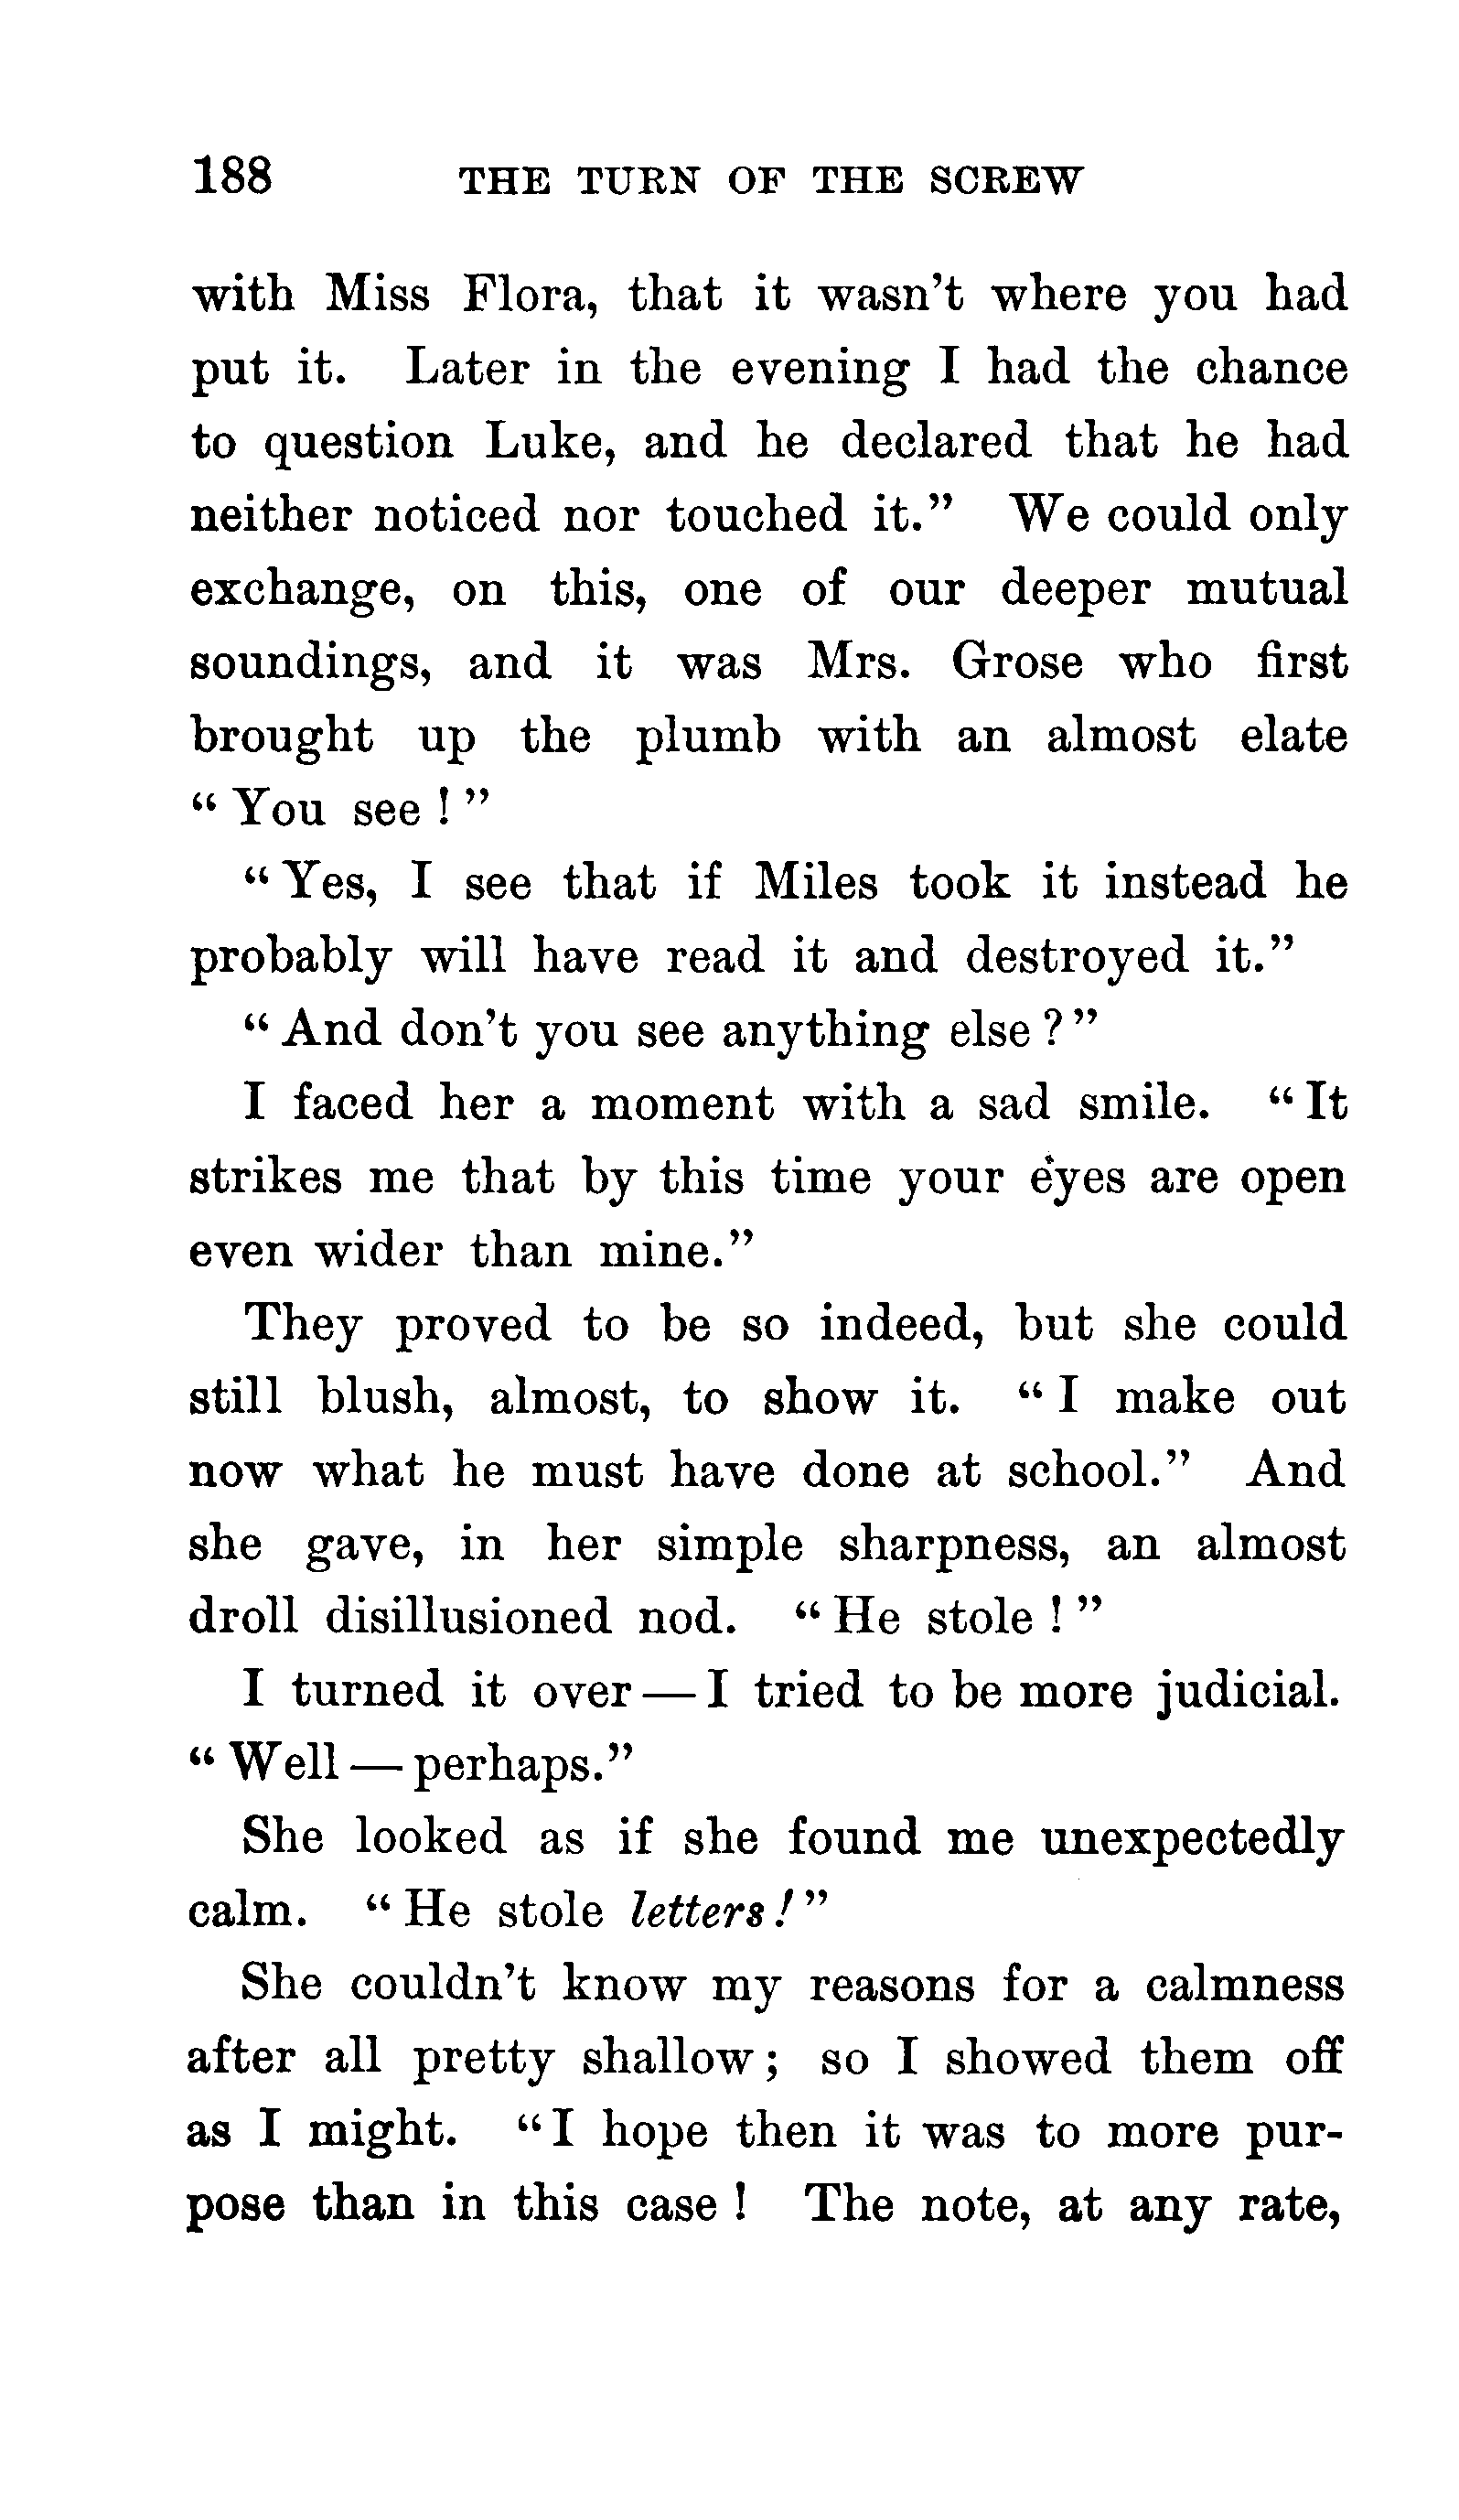 188 THE TURN OF THE SCREW
with Miss Flora, that it wasn't where you had
put it. Later in the evening I had the chance
to question Luke, and he declared that he had
neither noticed nor touched it." We could only
exchange, on this, one of our deeper mutual
soundings, and it was Mrs. Grose who first
brought up the plumb with an almost elate
"You see!"
"Yes, I see that if Miles took it instead he
probably will have read it and destroyed it."
"And don't you see anything else?"
I faced her a moment with a sad smile. "It
strikes me that by this time your eyes are open
even wider than mine."
They proved to be so indeed, but she could
still blush, almost, to show it. "I make out
now what he must have done at school." And
she gave, in her simple sharpness, an almost
droll disillusioned nod. "He stole!"
I turned it over—I tried to be more judicial.
"Well—perhaps."
She looked as if she found me unexpectedly
calm. "He stole letters!"
She couldn't know my reasons for a calmness
after all pretty shallow; so I showed them off
as I might. "I hope then it was to more pur-
pose than in this case! The note, at any rate,